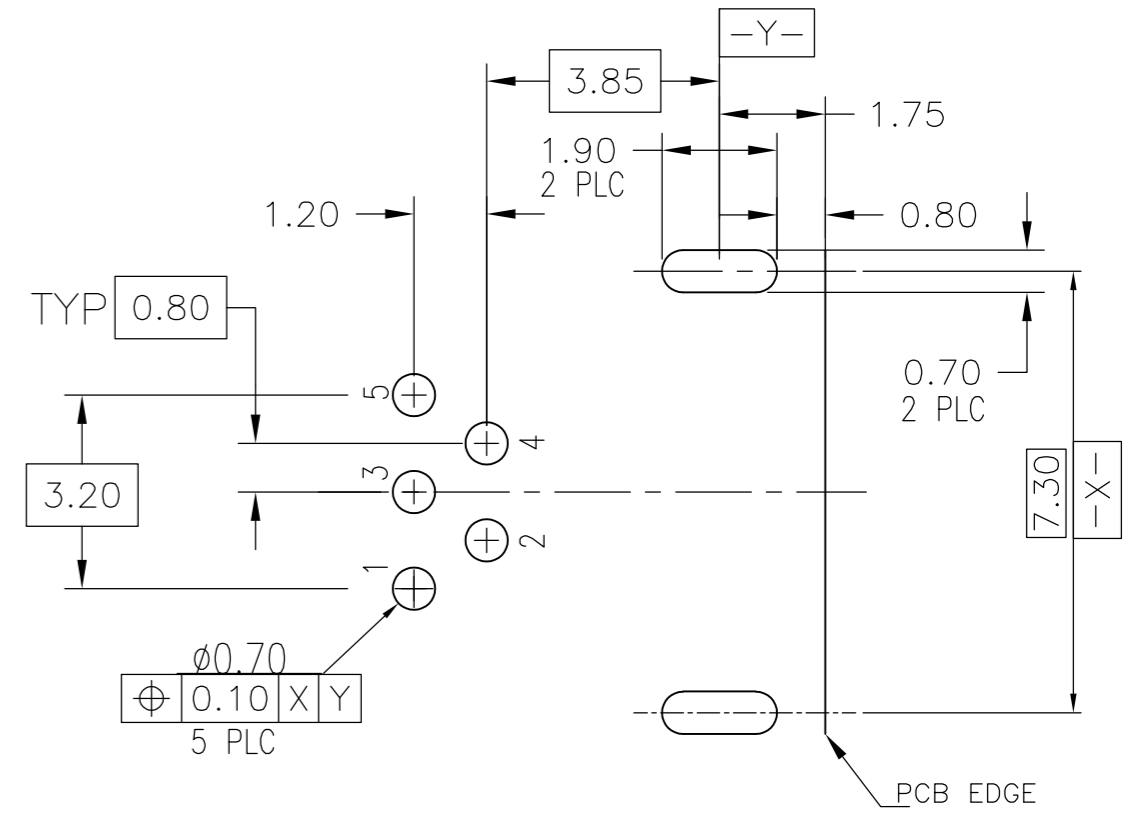 -Y-
3.85
1.75
1.90
2 PLC
1.20
0.80
TYP 0.80
0.70
2 PLC
5
4
3
3.20
7.30
-X-
2
1
ø0.70
⌖ 0.10 X Y
5 PLC
PCB EDGE